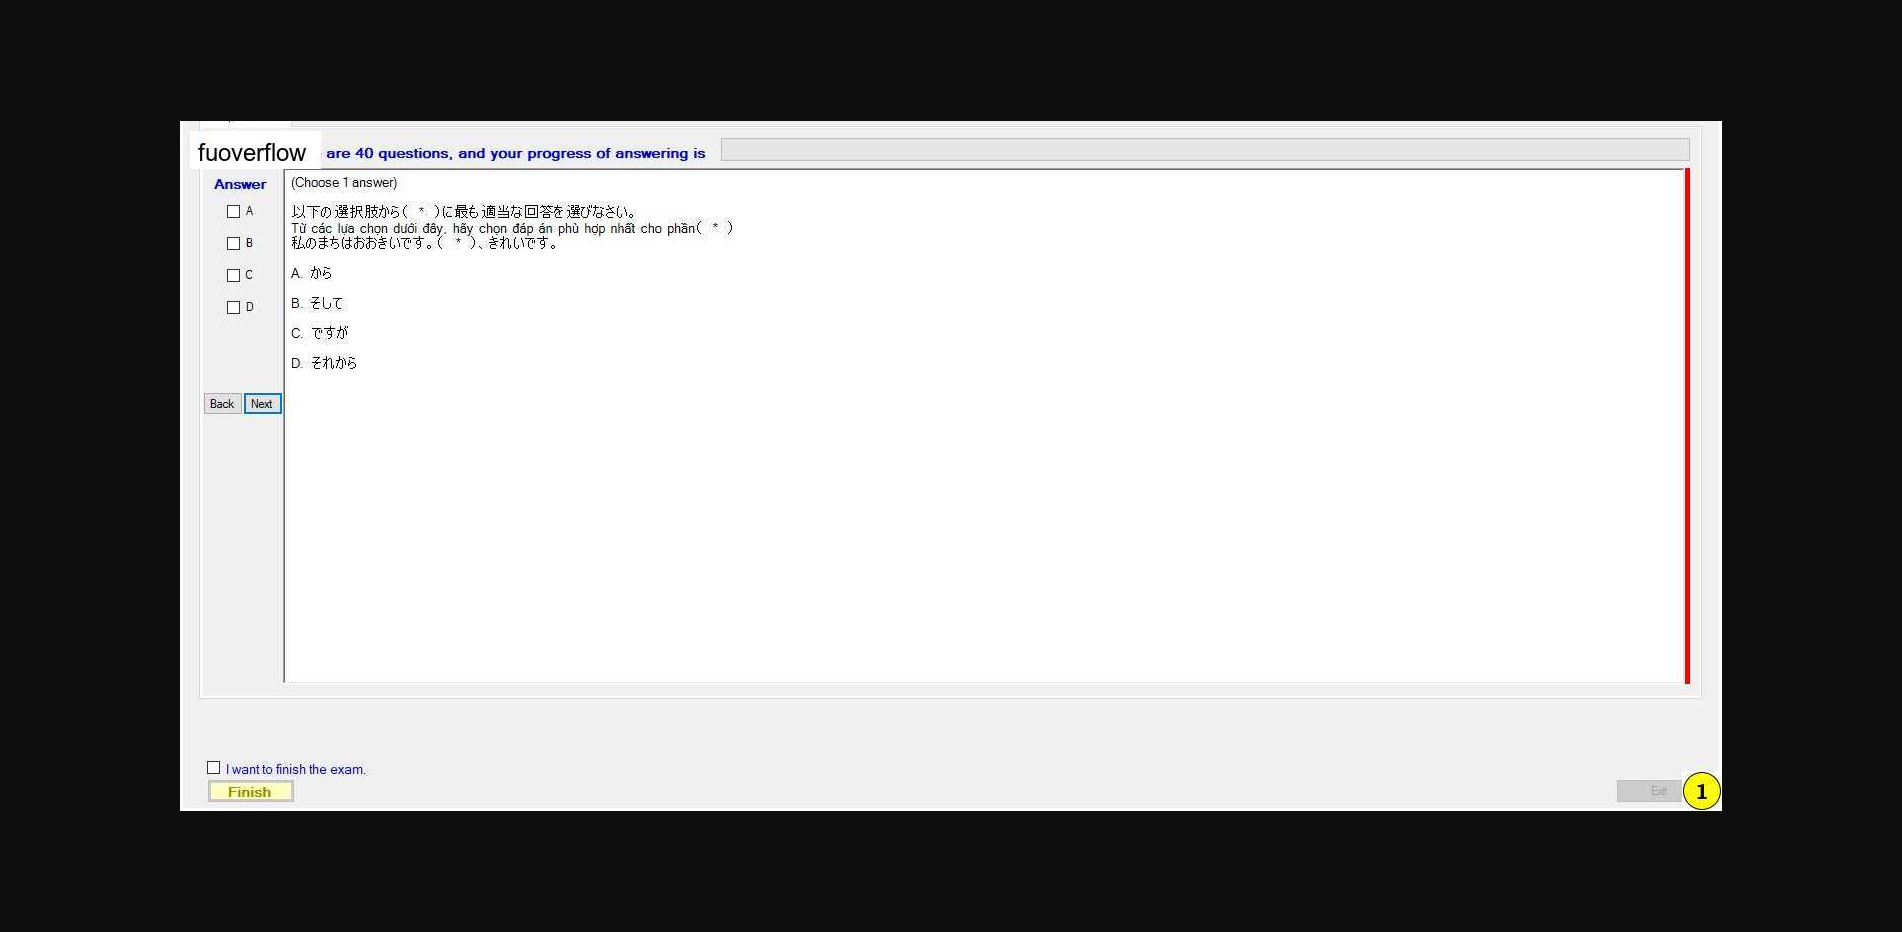 fuoverflow are 40 questions, and your progress of answering is
Answer
(Choose 1 answer)
A
以下の選択肢から( * )に最も適当な回答を選びなさい。
Từ các lựa chọn dưới đây, hãy chọn đáp án phù hợp nhất cho phần( * )
B
私のまちはおおきいです。( * )、きれいです。
C
A. から
D
B. そして
C. ですが
D. それから
Back Next
I want to finish the exam.
Finish
Exit
1